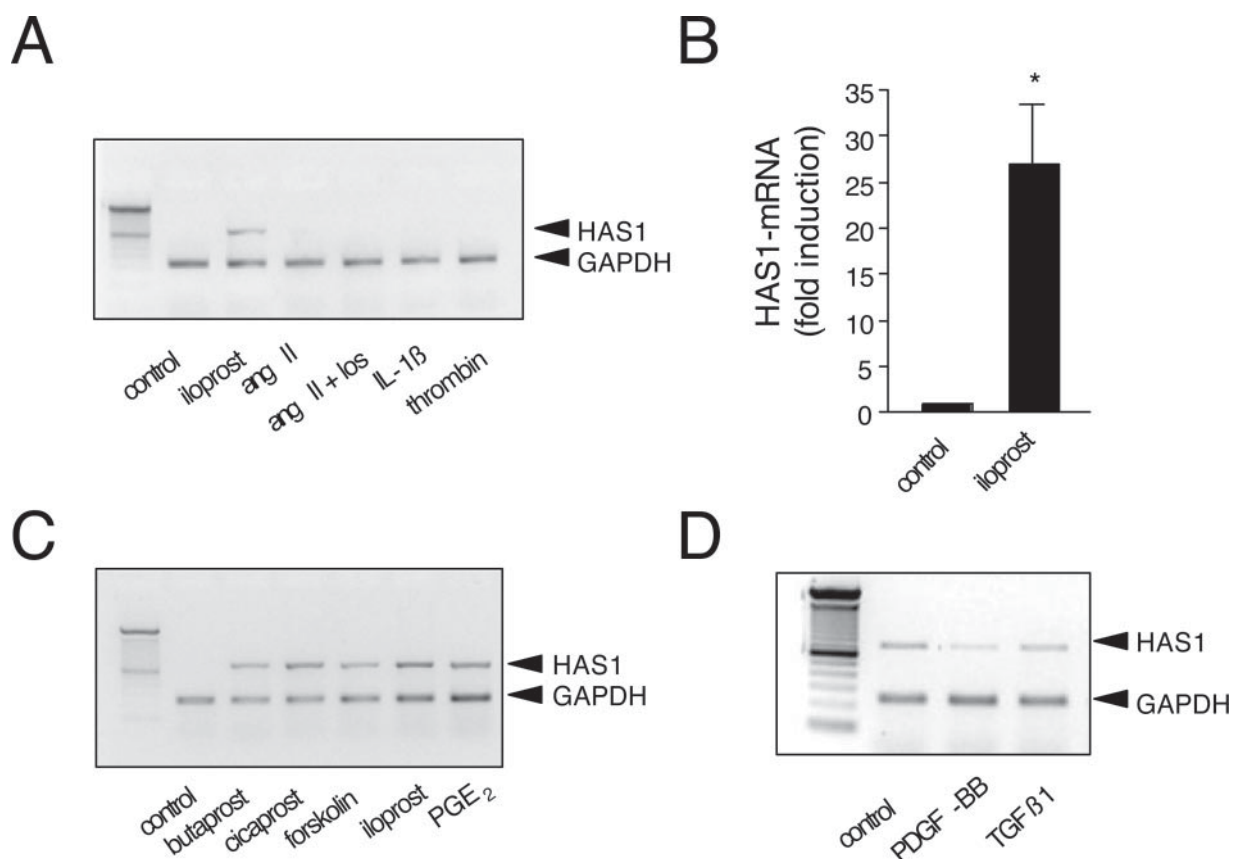 A
HAS1
GAPDH
control
iloprost
ang II
ang II + los
IL-1ß
thrombin
B
*
HAS1-mRNA
(fold induction)
35
30
25
20
15
10
5
0
control
iloprost
C
HAS1
GAPDH
control
butaprost
cicaprost
forskolin
iloprost
PGE₂
D
HAS1
GAPDH
control
PDGF -BB
TGFß1